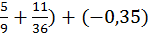 5/9 + 11/36) + (−0,35)